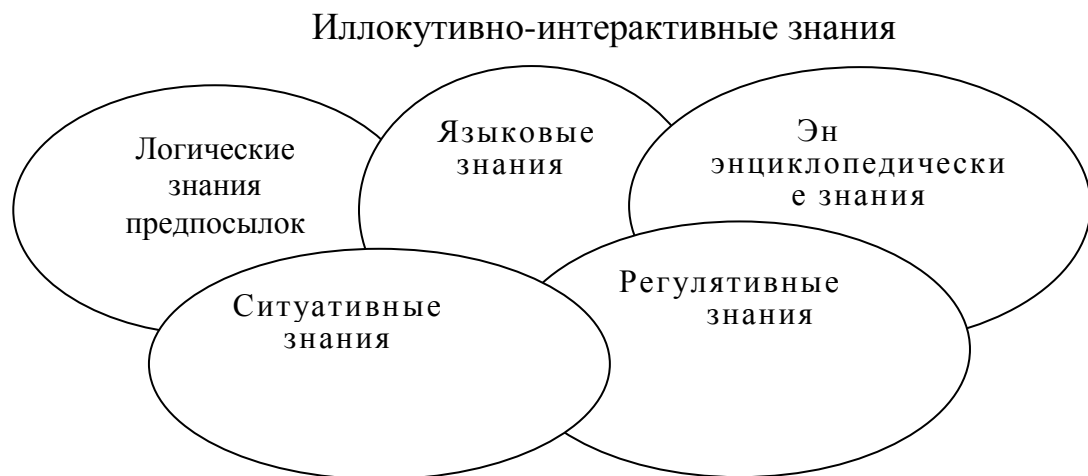 Иллокутивно-интерактивные знания
Логические
знания
предпосылок
Языковые
знания
Эн
энциклопедически
е знания
Ситуативные
знания
Регулятивные
знания